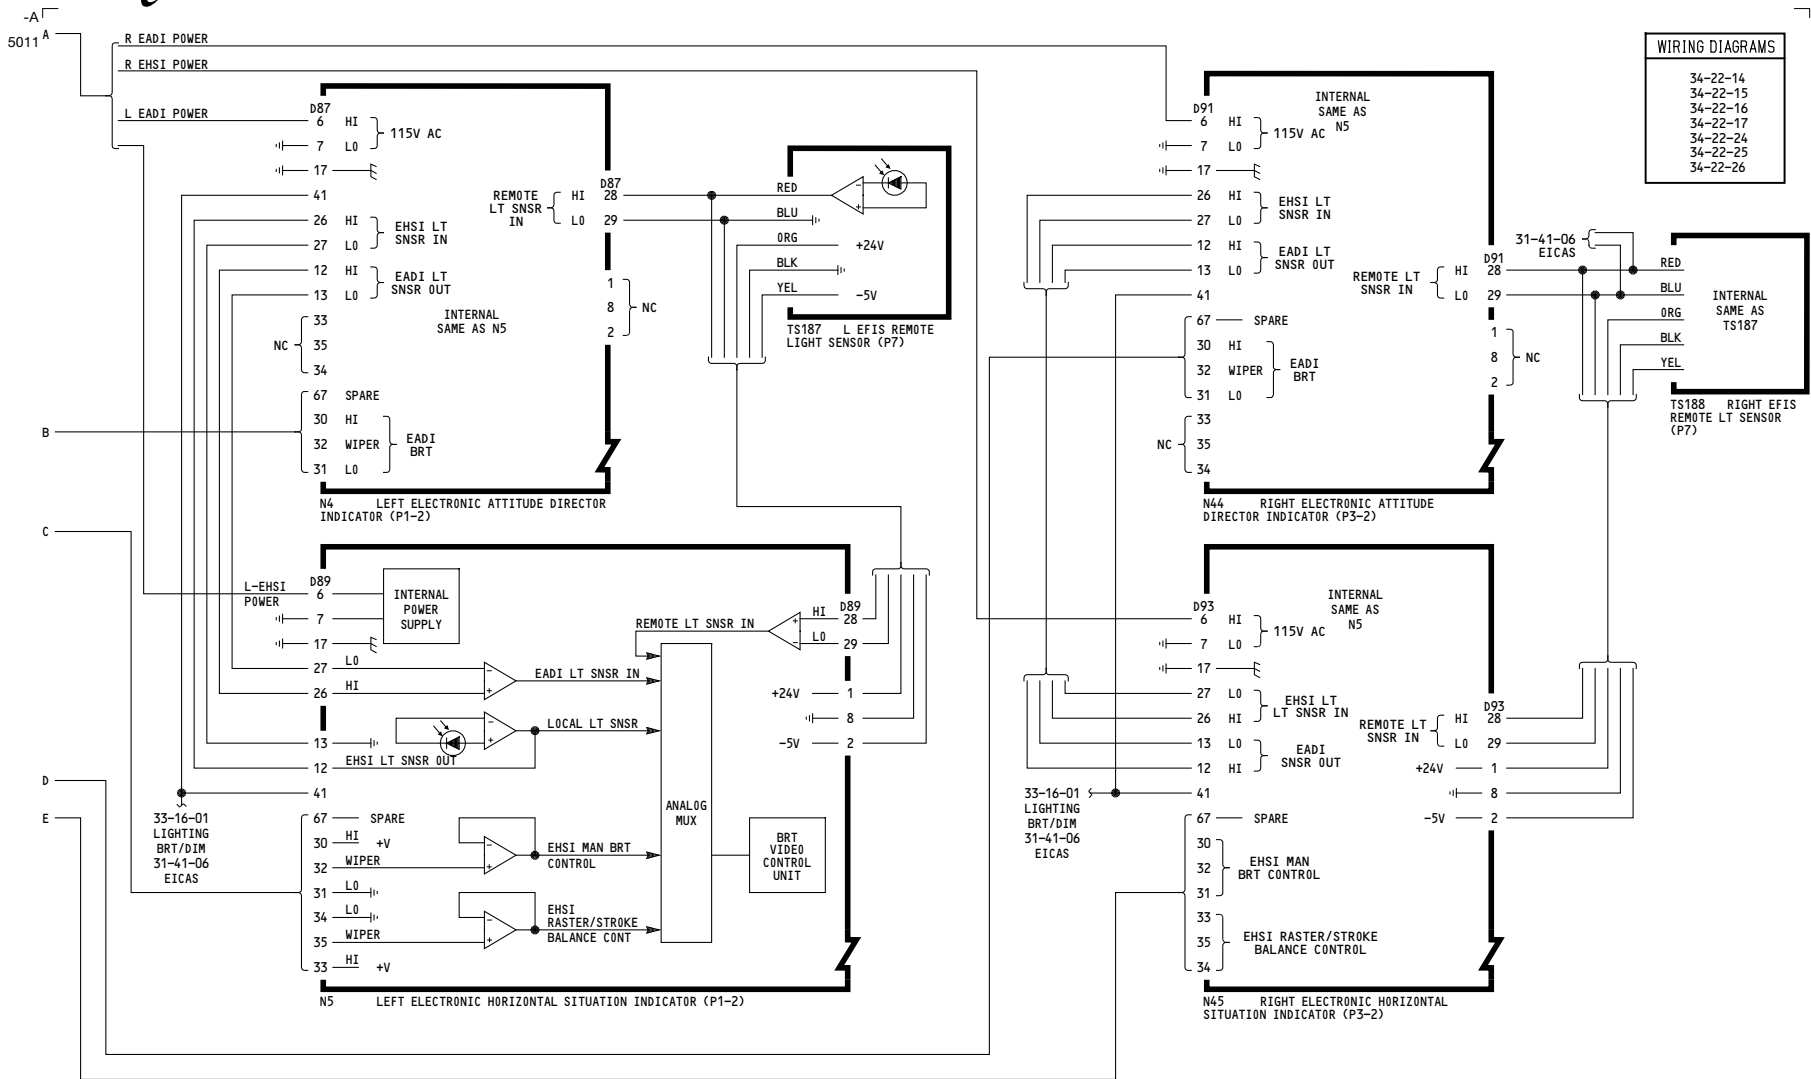 -A
5011 A
R EADI POWER
R EHSI POWER
L EADI POWER
D87
6 HI
7 LO
115V AC
17
41
26 HI
27 LO
EHSI LT
SNSR IN
12 HI
13 LO
EADI LT
SNSR OUT
33
35
34
NC
67 SPARE
30 HI
32 WIPER
31 LO
EADI
BRT
B
REMOTE
LT SNSR
IN
HI
LO
D87
28
29
INTERNAL
SAME AS N5
1
8
2
NC
N4 LEFT ELECTRONIC ATTITUDE DIRECTOR
INDICATOR (P1-2)
RED
BLU
ORG +24V
BLK
YEL -5V
TS187 L EFIS REMOTE
LIGHT SENSOR (P7)
D91
6 HI
7 LO
115V AC
INTERNAL
SAME AS
N5
17
26 HI
27 LO
EHSI LT
SNSR IN
12 HI
13 LO
EADI LT
SNSR OUT
41
67 SPARE
30 HI
32 WIPER
31 LO
EADI
BRT
33
35
34
NC
REMOTE LT
SNSR IN
HI
LO
D91
28
29
1
8
2
NC
N44 RIGHT ELECTRONIC ATTITUDE
DIRECTOR INDICATOR (P3-2)
WIRING DIAGRAMS
34-22-14
34-22-15
34-22-16
34-22-17
34-22-24
34-22-25
34-22-26
31-41-06
EICAS
RED
BLU
ORG
BLK
YEL
INTERNAL
SAME AS
TS187
TS188 RIGHT EFIS
REMOTE LT SENSOR
(P7)
C
L-EHSI
POWER
D89
6
7
INTERNAL
POWER
SUPPLY
17
27 LO
26 HI
EADI LT SNSR IN
LOCAL LT SNSR
13
EHSI LT SNSR OUT
12
41
REMOTE LT SNSR IN
HI
LO
D89
28
29
+24V 1
8
-5V 2
D
E
33-16-01
LIGHTING
BRT/DIM
31-41-06
EICAS
67 SPARE
30 HI +V
32 WIPER
31 LO
34 LO
35 WIPER
33 HI +V
EHSI MAN BRT
CONTROL
EHSI
RASTER/STROKE
BALANCE CONT
ANALOG
MUX
BRT
VIDEO
CONTROL
UNIT
N5 LEFT ELECTRONIC HORIZONTAL SITUATION INDICATOR (P1-2)
D93
6 HI
7 LO
115V AC
INTERNAL
SAME AS
N5
17
27 LO
26 HI
EHSI LT
LT SNSR IN
13 LO
12 HI
EADI
SNSR OUT
41
33-16-01
LIGHTING
BRT/DIM
31-41-06
EICAS
67 SPARE
30
32
31
EHSI MAN
BRT CONTROL
33
35
34
EHSI RASTER/STROKE
BALANCE CONTROL
REMOTE LT
SNSR IN
HI
LO
D93
28
29
+24V 1
8
-5V 2
N45 RIGHT ELECTRONIC HORIZONTAL
SITUATION INDICATOR (P3-2)